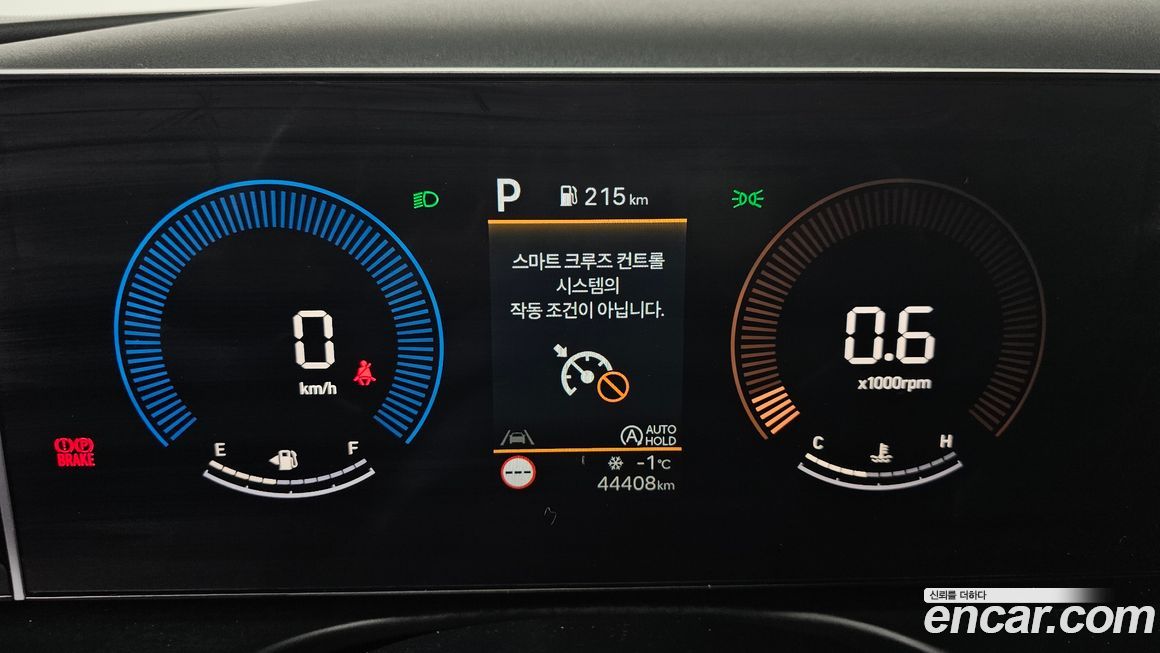 P 215 km
스마트 크루즈 컨트롤
시스템의
작동 조건이 아닙니다.
0
km/h
0.6
x1000rpm
BRAKE
E F
AUTO
HOLD
C H
-1°C
44408 km
신뢰를 더하다
encar.com